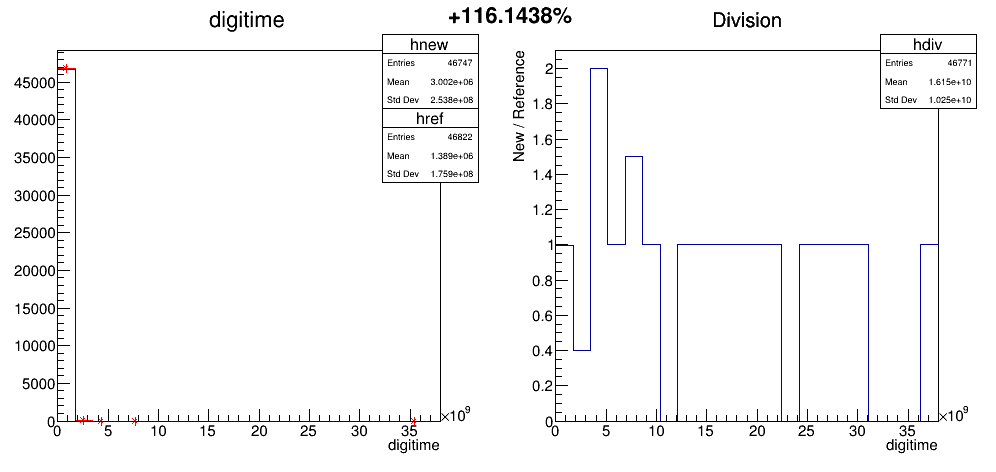 +116.1438%
digitime
hnew
Entries 46747
Mean 3.002e+06
Std Dev 2.538e+08
href
Entries 46822
Mean 1.389e+06
Std Dev 1.759e+08
45000
40000
35000
30000
25000
20000
15000
10000
5000
0
0 5 10 15 20 25 30 35
×10^9
digitime
Division
hdiv
Entries 46771
Mean 1.615e+10
Std Dev 1.025e+10
New / Reference
2
1.8
1.6
1.4
1.2
1
0.8
0.6
0.4
0.2
0
0 5 10 15 20 25 30 35
×10^9
digitime